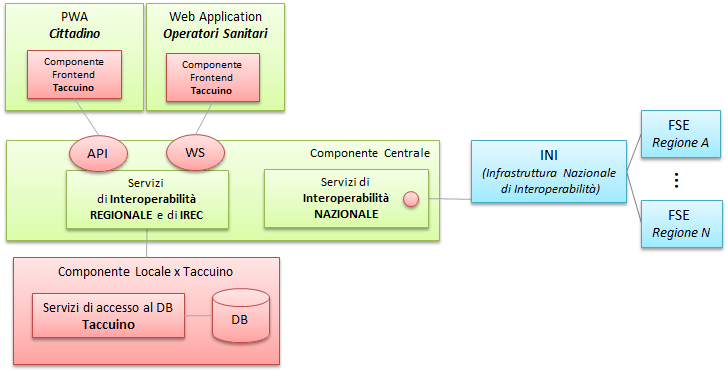 PWA
Cittadino
Componente
Frontend
Taccuino
Web Application
Operatori Sanitari
Componente
Frontend
Taccuino
API
WS
Componente Centrale
Servizi
di Interoperabilità
REGIONALE e di IREC
Servizi di
Interoperabilità
NAZIONALE
INI
(Infrastruttura Nazionale
di Interoperabilità)
FSE
Regione A
...
FSE
Regione N
Componente Locale x Taccuino
Servizi di accesso al DB
Taccuino
DB